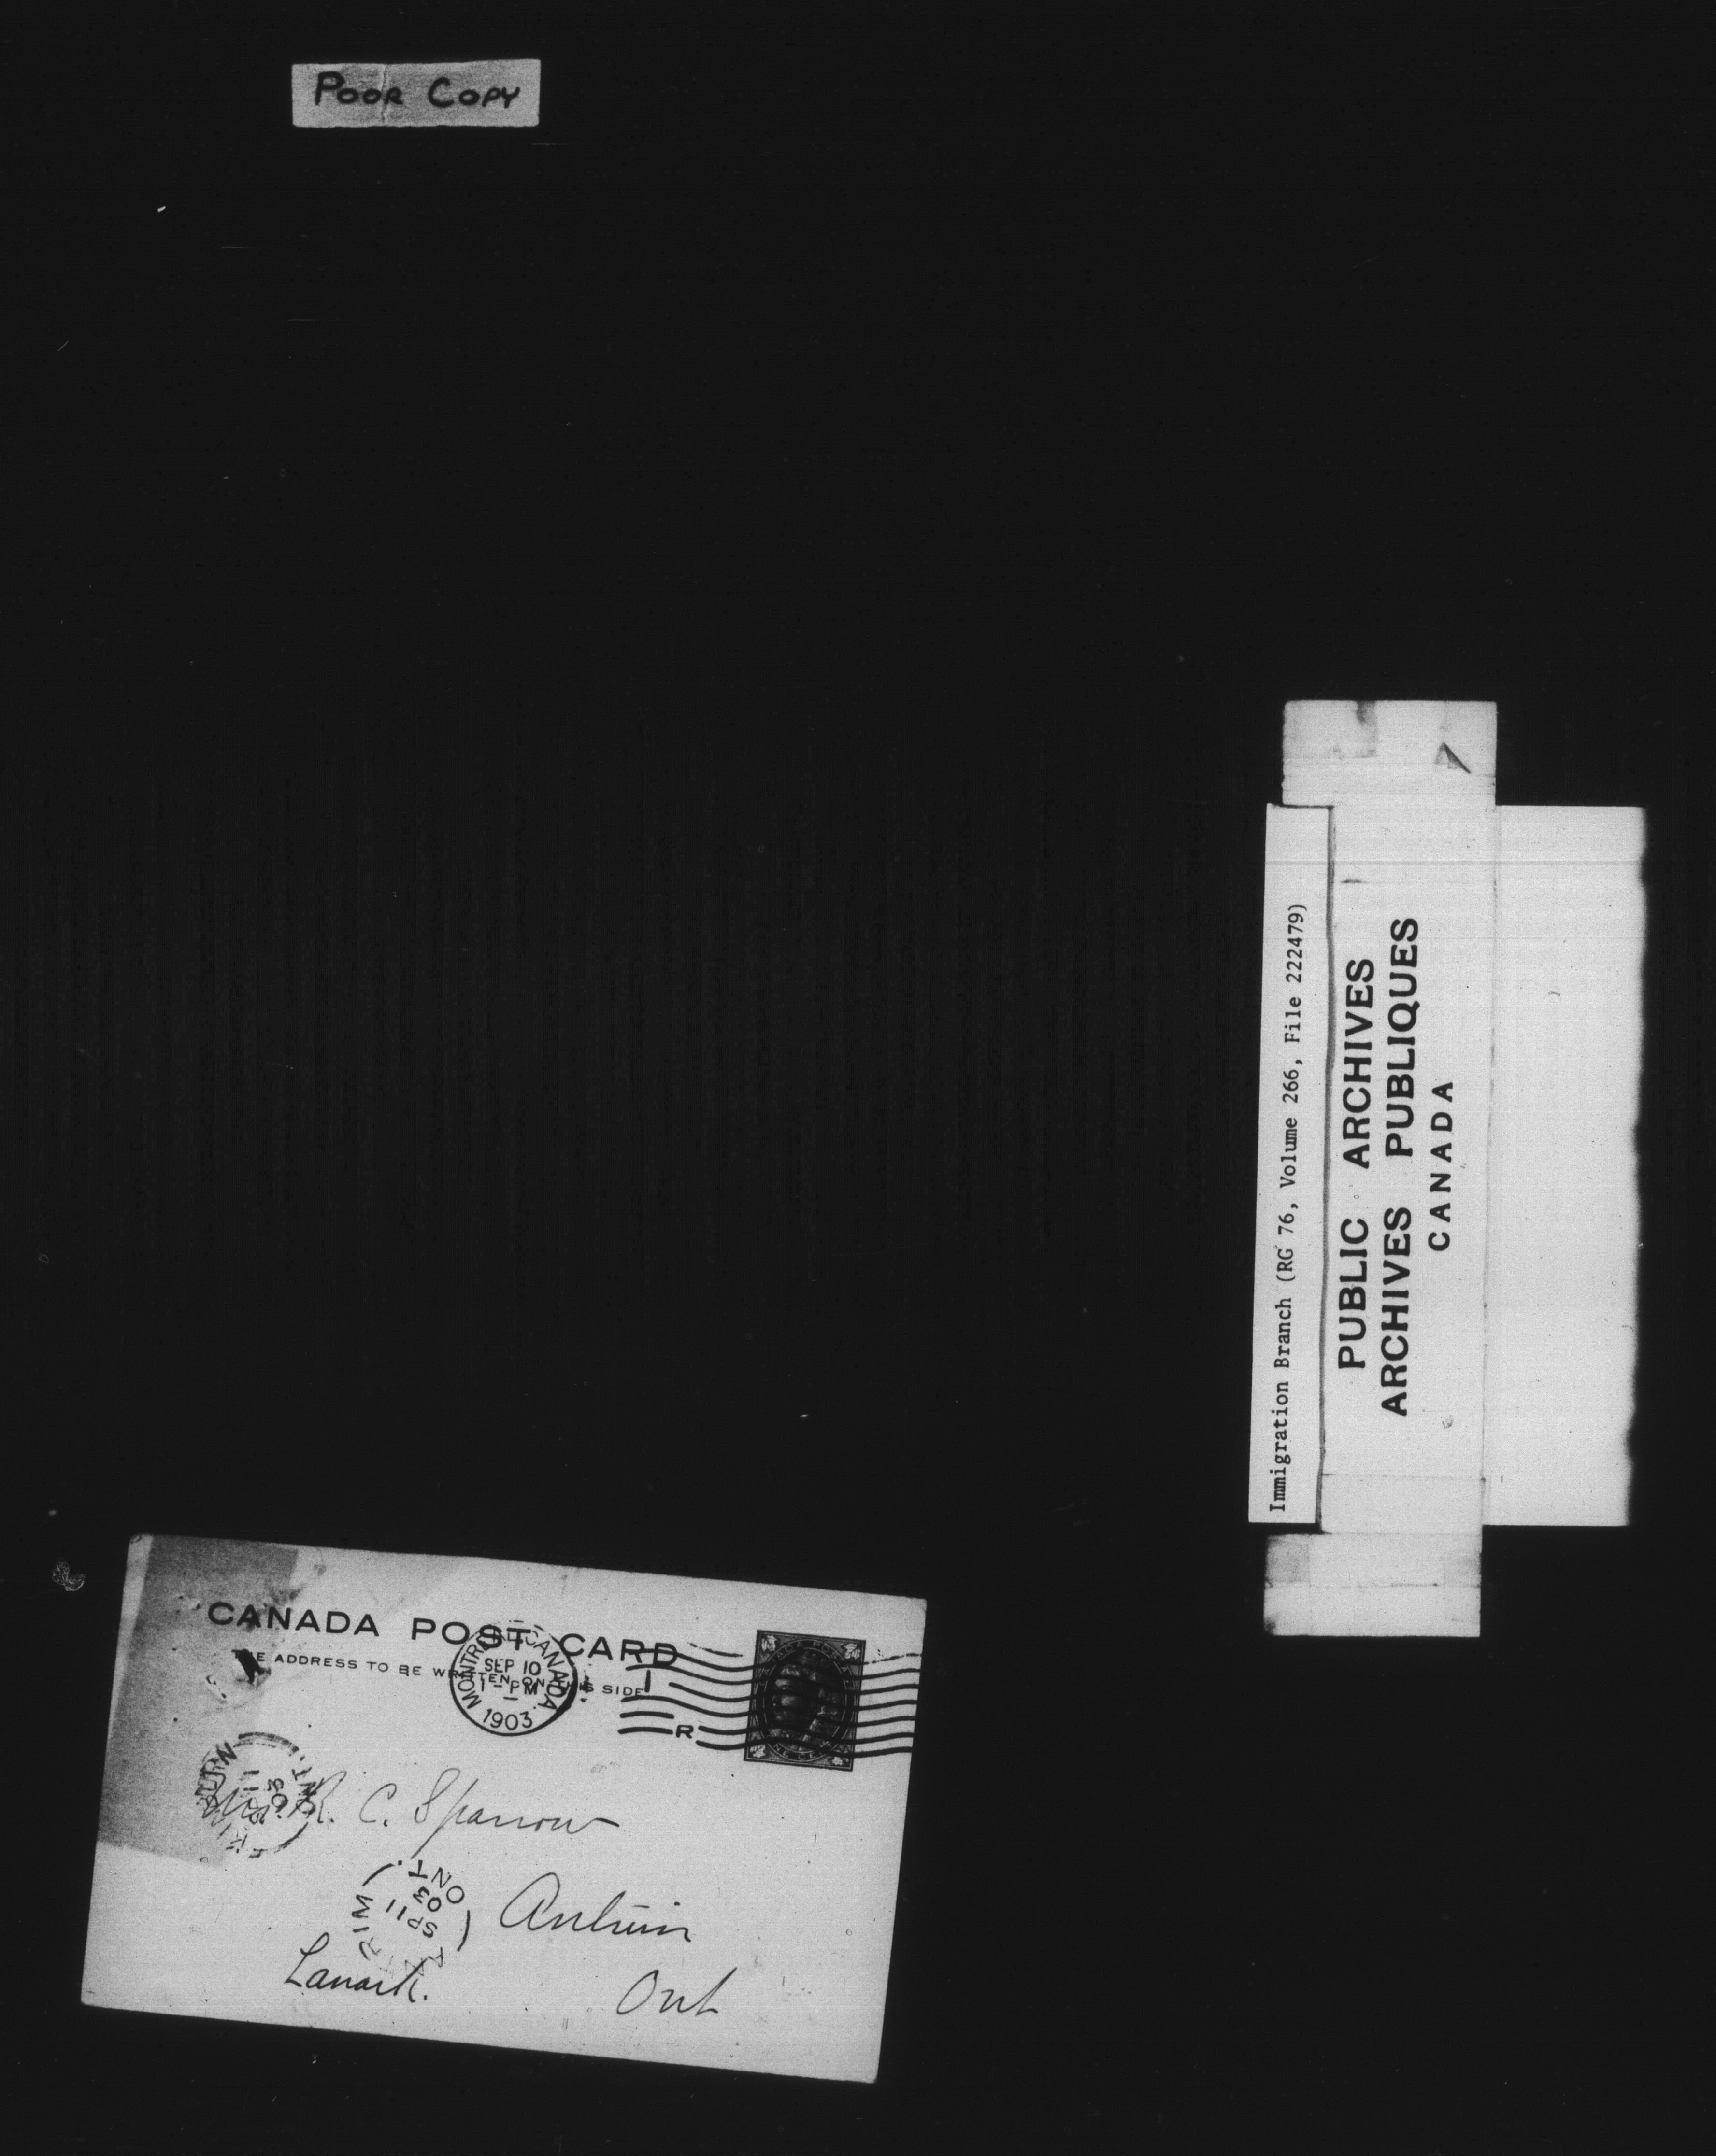 POOR COPY
Immigration Branch (RG 76, Volume 266, File 222479)
PUBLIC ARCHIVES
ARCHIVES PUBLIQUES
CANADA
CANADA POST CARD
THE ADDRESS TO BE WRITTEN ON THIS SIDE
MONTREAL CANADA.
SEP 10
1-PM
1903
R
R. C. Sparrow
SP 11
03
ONT.
Lanark.
Ont